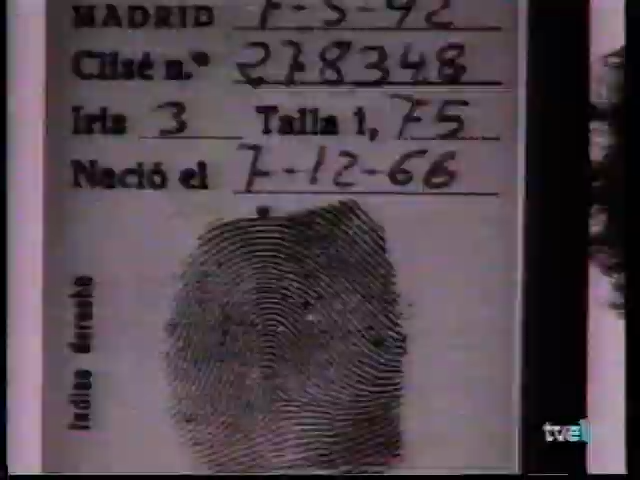 MADRID 7-5-92
Clisé n.º 278348
Iris 3 Talla 1, 75
Nació el 7-12-66
Indice derecho
tve1